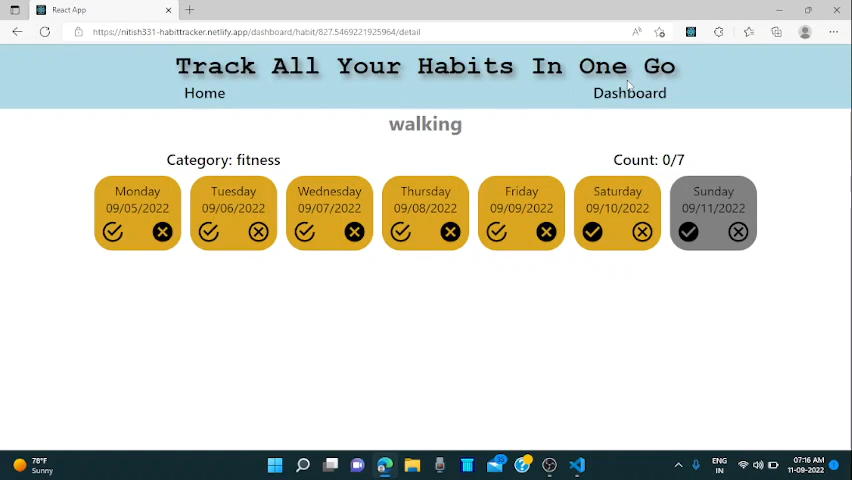 React App
https://nitish331-habittracker.netlify.app/dashboard/habit/827.5469221925964/detail
Track All Your Habits In One Go
Home Dashboard
walking
Category: fitness Count: 0/7
Monday Tuesday Wednesday Thursday Friday Saturday Sunday
09/05/2022 09/06/2022 09/07/2022 09/08/2022 09/09/2022 09/10/2022 09/11/2022
78°F ENG 07:16 AM
Sunny IN 11-09-2022